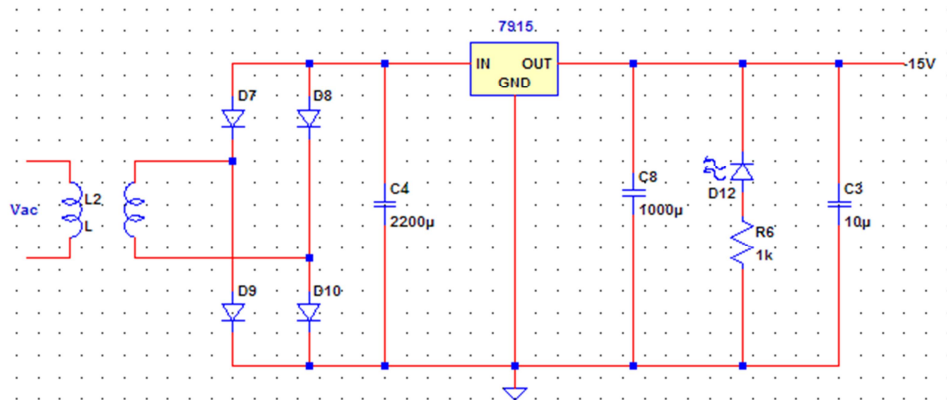 7915
IN OUT
GND
-15V
D7
D8
L2
L
Vac
C4
2200µ
C8
1000µ
D12
R6
1k
C3
10µ
D9
D10